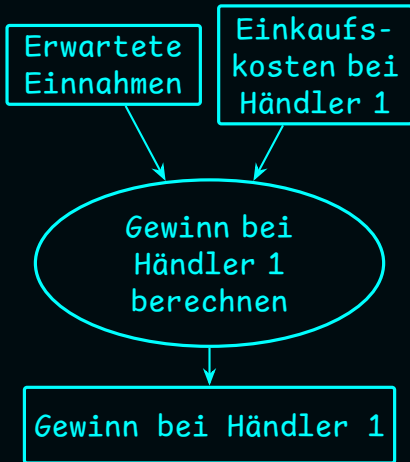 Erwartete
Einnahmen
Einkaufs-
kosten bei
Händler 1
Gewinn bei
Händler 1
berechnen
Gewinn bei Händler 1